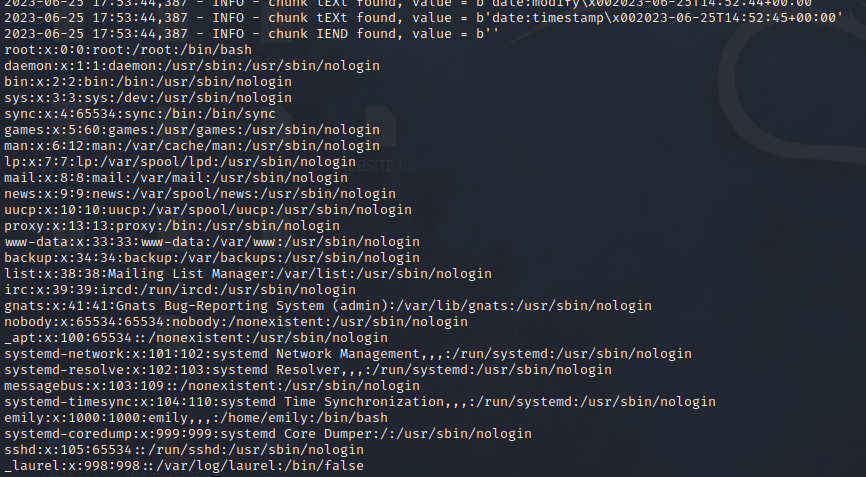 2023-06-25 17:53:44,387 - INFO - chunk tEXt found, value = b'date:modify\x002023-06-25T14:52:44+00:00'
2023-06-25 17:53:44,387 - INFO - chunk tEXt found, value = b'date:timestamp\x002023-06-25T14:52:45+00:00'
2023-06-25 17:53:44,387 - INFO - chunk IEND found, value = b''
root:x:0:0:root:/root:/bin/bash
daemon:x:1:1:daemon:/usr/sbin:/usr/sbin/nologin
bin:x:2:2:bin:/bin:/usr/sbin/nologin
sys:x:3:3:sys:/dev:/usr/sbin/nologin
sync:x:4:65534:sync:/bin:/bin/sync
games:x:5:60:games:/usr/games:/usr/sbin/nologin
man:x:6:12:man:/var/cache/man:/usr/sbin/nologin
lp:x:7:7:lp:/var/spool/lpd:/usr/sbin/nologin
mail:x:8:8:mail:/var/mail:/usr/sbin/nologin
news:x:9:9:news:/var/spool/news:/usr/sbin/nologin
uucp:x:10:10:uucp:/var/spool/uucp:/usr/sbin/nologin
proxy:x:13:13:proxy:/bin:/usr/sbin/nologin
www-data:x:33:33:www-data:/var/www:/usr/sbin/nologin
backup:x:34:34:backup:/var/backups:/usr/sbin/nologin
list:x:38:38:Mailing List Manager:/var/list:/usr/sbin/nologin
irc:x:39:39:ircd:/run/ircd:/usr/sbin/nologin
gnats:x:41:41:Gnats Bug-Reporting System (admin):/var/lib/gnats:/usr/sbin/nologin
nobody:x:65534:65534:nobody:/nonexistent:/usr/sbin/nologin
_apt:x:100:65534::/nonexistent:/usr/sbin/nologin
systemd-network:x:101:102:systemd Network Management,,,:/run/systemd:/usr/sbin/nologin
systemd-resolve:x:102:103:systemd Resolver,,,:/run/systemd:/usr/sbin/nologin
messagebus:x:103:109::/nonexistent:/usr/sbin/nologin
systemd-timesync:x:104:110:systemd Time Synchronization,,,:/run/systemd:/usr/sbin/nologin
emily:x:1000:1000:emily,,,:/home/emily:/bin/bash
systemd-coredump:x:999:999:systemd Core Dumper:/:/usr/sbin/nologin
sshd:x:105:65534::/run/sshd:/usr/sbin/nologin
_laurel:x:998:998::/var/log/laurel:/bin/false